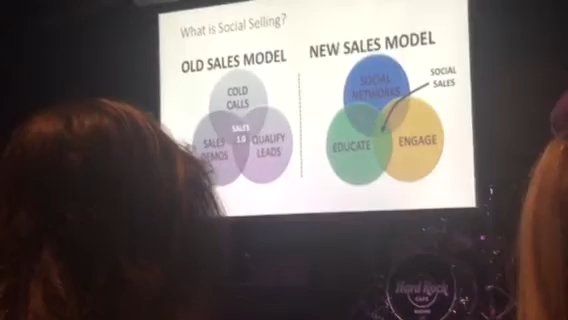 What is Social Selling?
OLD SALES MODEL
COLD
CALLS
SALES
1.0
SALES
DEMOS
QUALIFY
LEADS
NEW SALES MODEL
SOCIAL
NETWORKS
SOCIAL
SALES
EDUCATE
ENGAGE
Hard Rock
CAFE